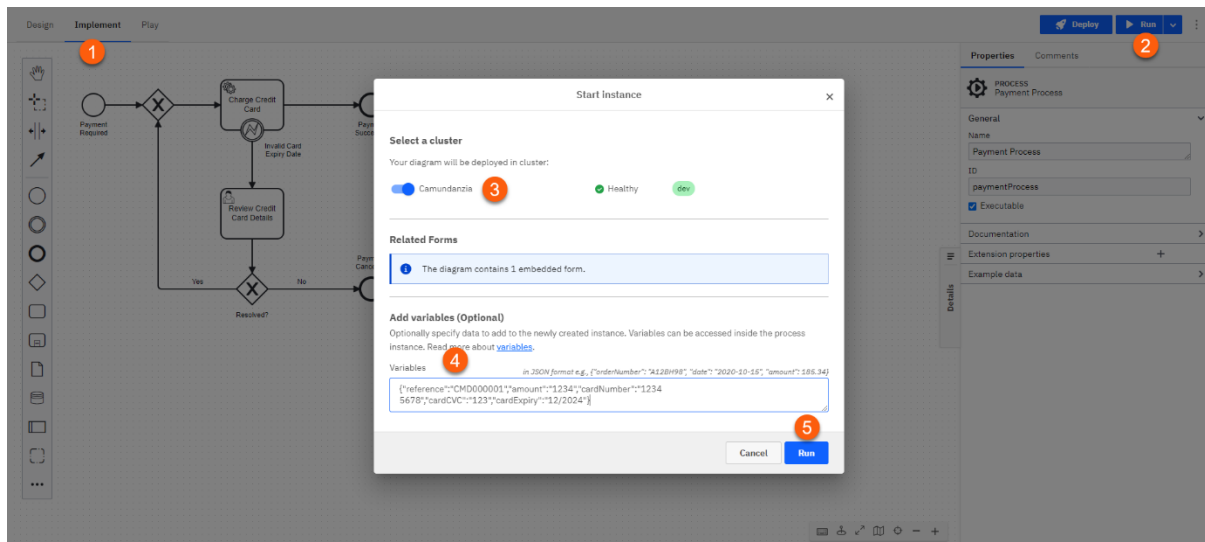 Design Implement Play
Deploy
Run
1
2
Properties Comments
PROCESS
Payment Process
General
Name
Payment Process
ID
paymentProcess
Executable
Documentation
Extension properties
Example data
Details
Payment
Required
Charge Credit
Card
Invalid Card
Expiry Date
Review Credit
Card Details
Yes
No
Resolved?
Start instance
Select a cluster
Your diagram will be deployed in cluster:
Camundanzia
3
Healthy
dev
Related Forms
The diagram contains 1 embedded form.
Add variables (Optional)
Optionally specify data to add to the newly created instance. Variables can be accessed inside the process
instance. Read more about variables.
4
Variables
in JSON format e.g., {"orderNumber": "A12BH98", "date": "2020-10-15", "amount": 185.34}
{"reference":"CMD000001","amount":"1234","cardNumber":"1234
5678","cardCVC":"123","cardExpiry":"12/2024"}
5
Cancel
Run